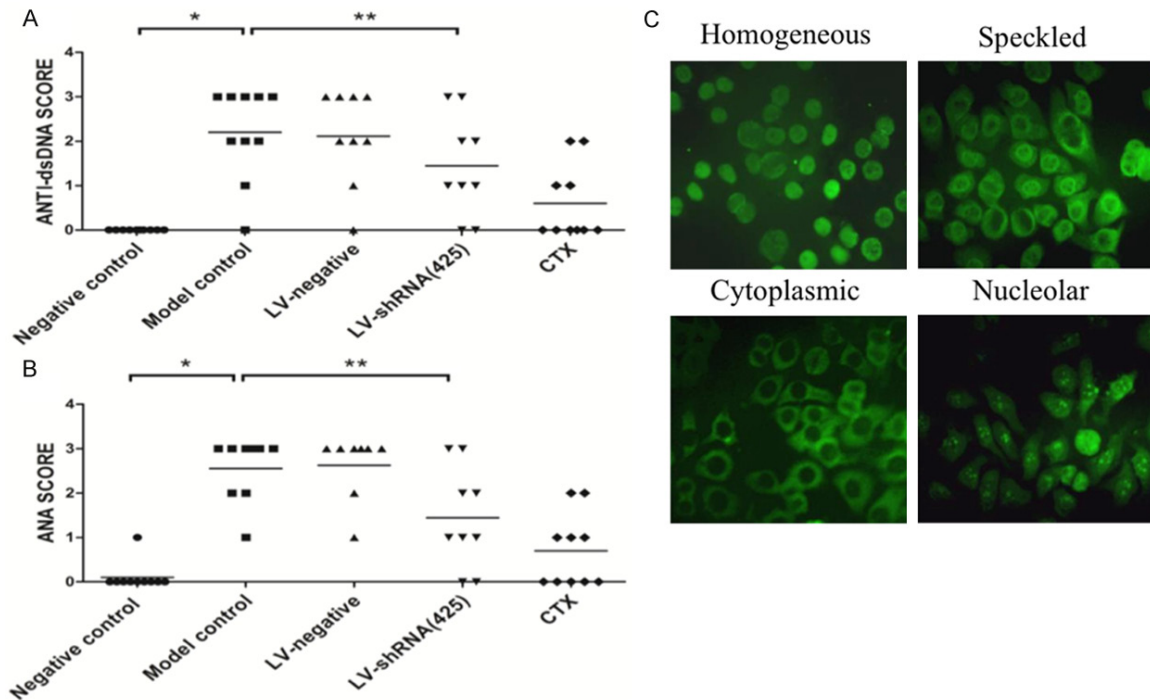 A
* **
4
3
2
1
0
ANTI-dsDNA SCORE
Negative control
Model control
LV-negative
LV-shRNA(425)
CTX
B
* **
4
3
2
1
0
ANA SCORE
Negative control
Model control
LV-negative
LV-shRNA(425)
CTX
C
Homogeneous
Speckled
Cytoplasmic
Nucleolar